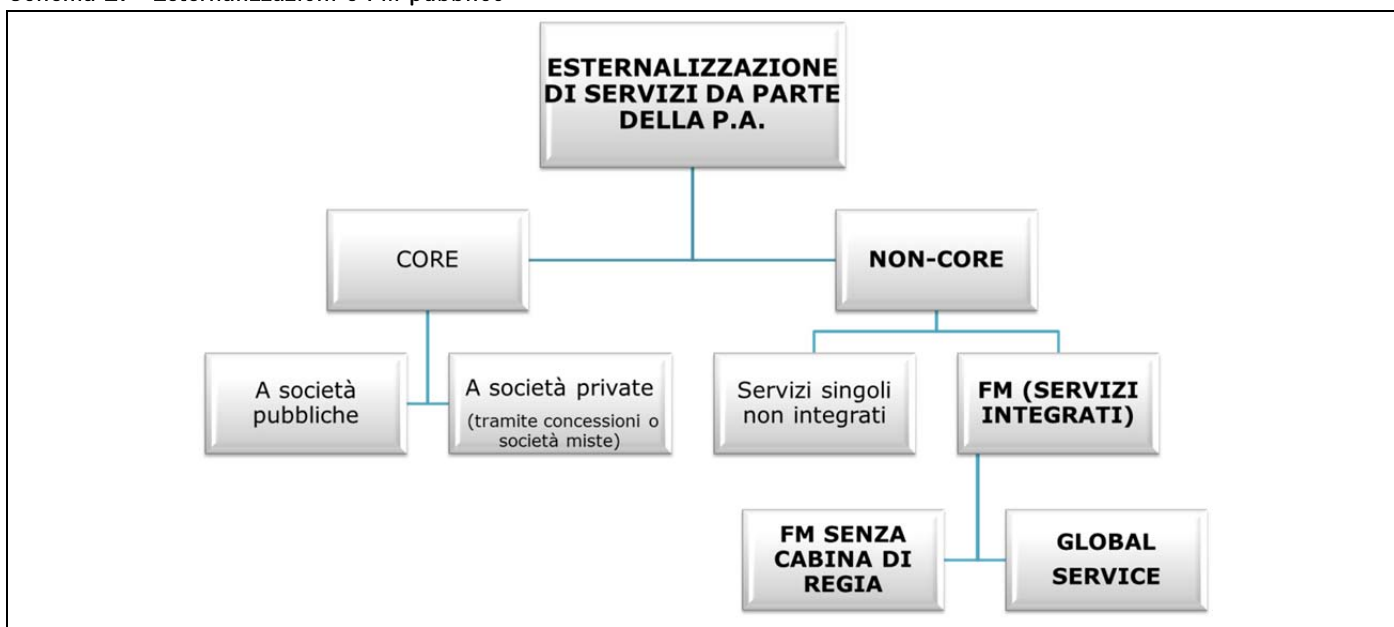 ESTERNALIZZAZIONE
DI SERVIZI DA PARTE
DELLA P.A.
CORE
NON-CORE
A società
pubbliche
A società private
(tramite concessioni o
società miste)
Servizi singoli
non integrati
FM (SERVIZI
INTEGRATI)
FM SENZA
CABINA DI
REGIA
GLOBAL
SERVICE